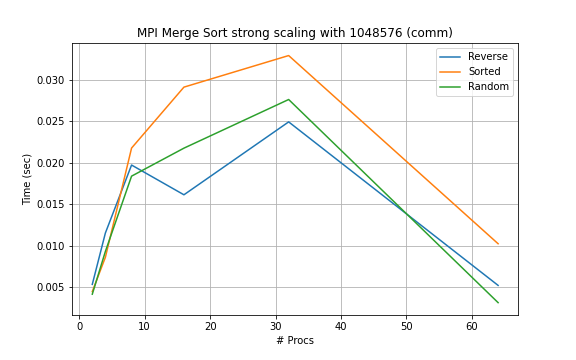 MPI Merge Sort strong scaling with 1048576 (comm)
Reverse
Sorted
Random
Time (sec)
0.030
0.025
0.020
0.015
0.010
0.005
0 10 20 30 40 50 60
# Procs